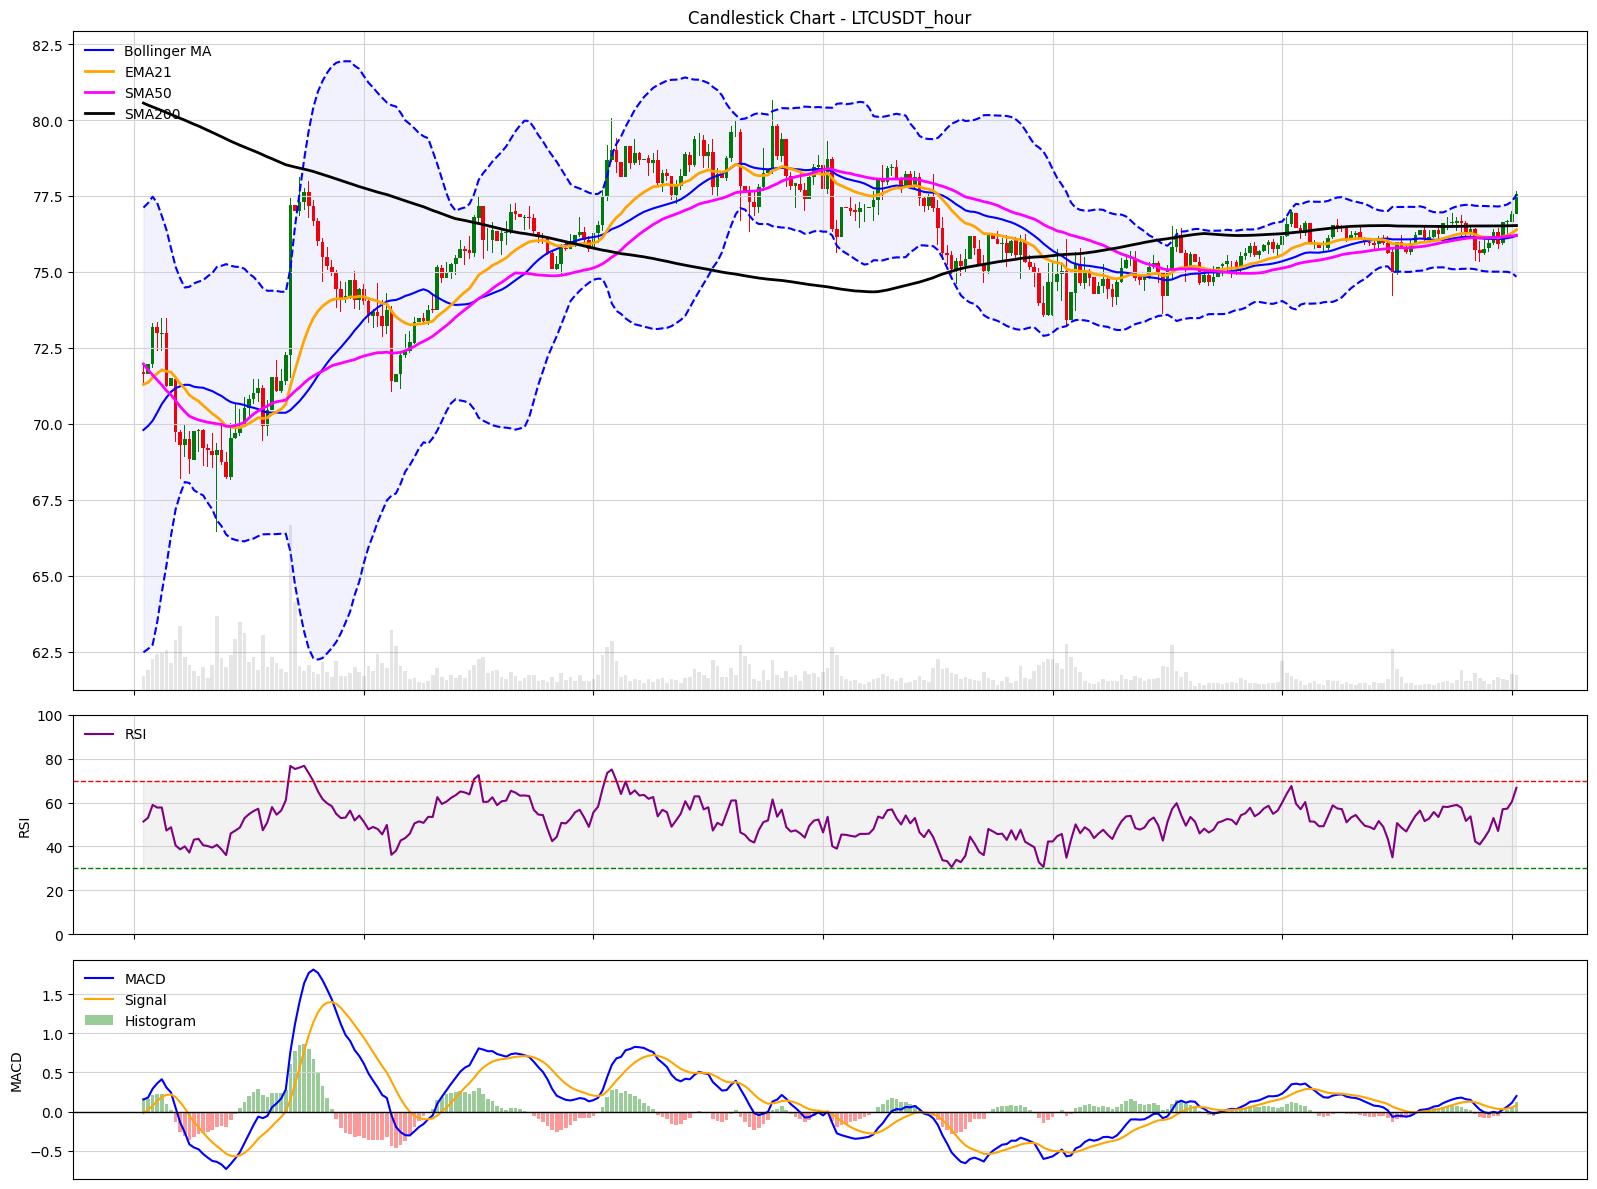 Candlestick Chart - LTCUSDT_hour
82.5
80.0
77.5
75.0
72.5
70.0
67.5
65.0
62.5
Bollinger MA
EMA21
SMA50
SMA200
100
80
60
40
20
0
RSI
RSI
1.5
1.0
0.5
0.0
−0.5
MACD
MACD
Signal
Histogram